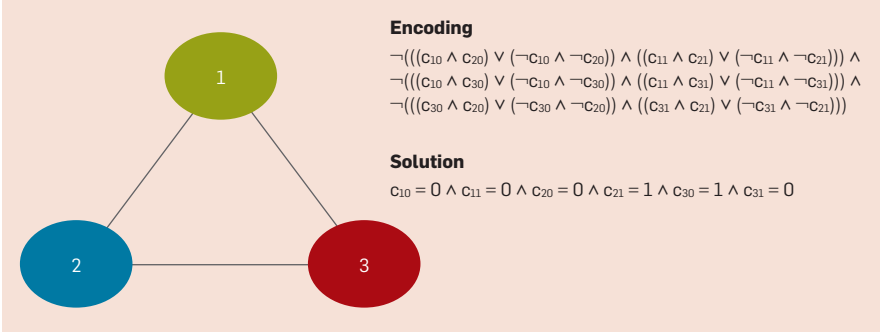 1
2
3
Encoding
¬(((c₁₀ ∧ c₂₀) ∨ (¬c₁₀ ∧ ¬c₂₀)) ∧ ((c₁₁ ∧ c₂₁) ∨ (¬c₁₁ ∧ ¬c₂₁))) ∧
¬(((c₁₀ ∧ c₃₀) ∨ (¬c₁₀ ∧ ¬c₃₀)) ∧ ((c₁₁ ∧ c₃₁) ∨ (¬c₁₁ ∧ ¬c₃₁))) ∧
¬(((c₃₀ ∧ c₂₀) ∨ (¬c₃₀ ∧ ¬c₂₀)) ∧ ((c₃₁ ∧ c₂₁) ∨ (¬c₃₁ ∧ ¬c₂₁)))
Solution
c₁₀ = 0 ∧ c₁₁ = 0 ∧ c₂₀ = 0 ∧ c₂₁ = 1 ∧ c₃₀ = 1 ∧ c₃₁ = 0